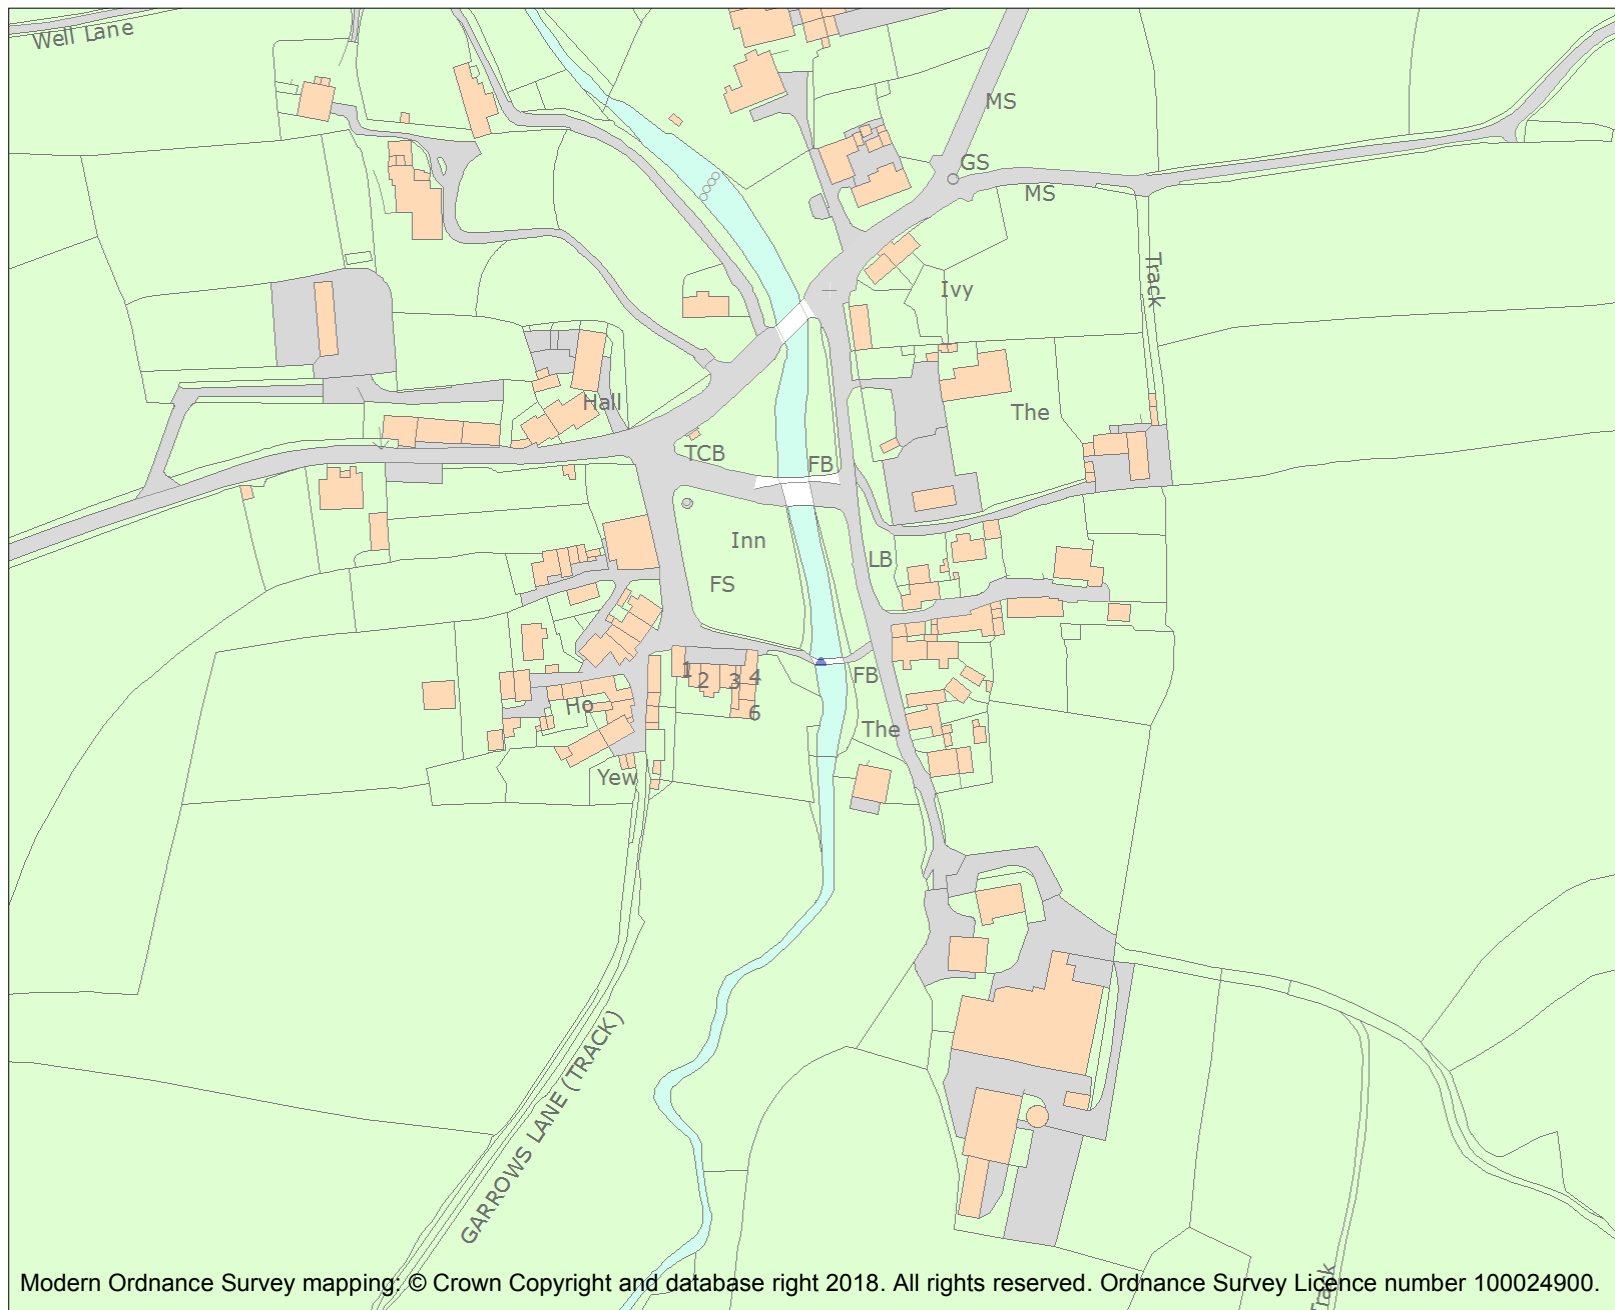 Well Lane
MS
GS
MS
Track
Ivy
Hall
The
TCB
FB
Inn
LB
FS
1
2
3
4
FB
Ho
6
The
Yew
GARROWS LANE (TRACK)
Track
Modern Ordnance Survey mapping: © Crown Copyright and database right 2018. All rights reserved. Ordnance Survey Licence number 100024900.